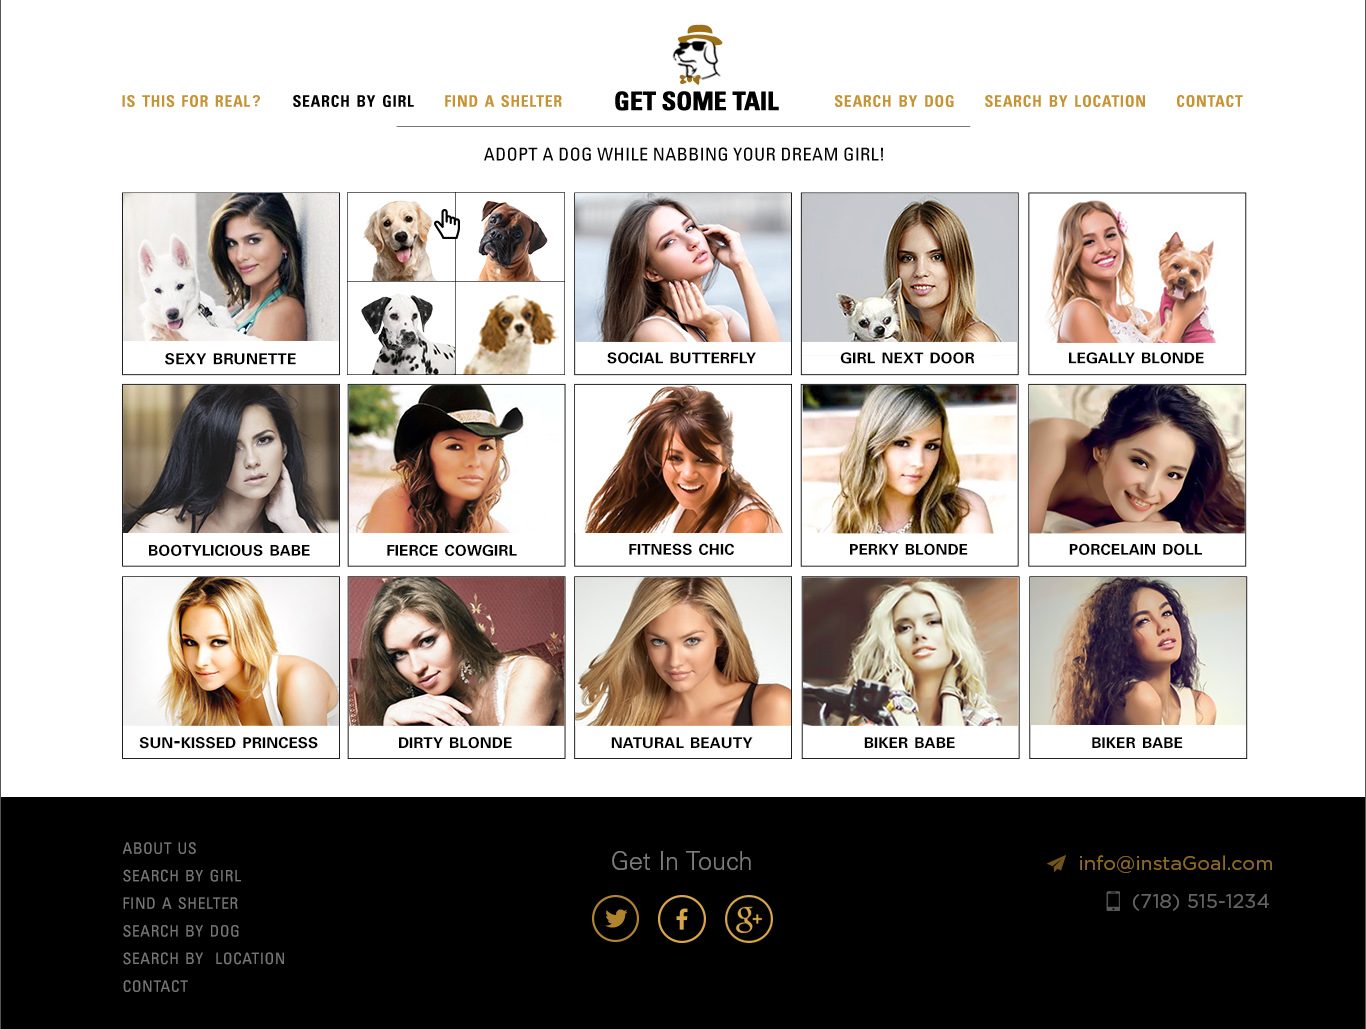 IS THIS FOR REAL?
SEARCH BY GIRL
FIND A SHELTER
GET SOME TAIL
SEARCH BY DOG
SEARCH BY LOCATION
CONTACT
ADOPT A DOG WHILE NABBING YOUR DREAM GIRL!
SEXY BRUNETTE
SOCIAL BUTTERFLY
GIRL NEXT DOOR
LEGALLY BLONDE
BOOTYLICIOUS BABE
FIERCE COWGIRL
FITNESS CHIC
PERKY BLONDE
PORCELAIN DOLL
SUN-KISSED PRINCESS
DIRTY BLONDE
NATURAL BEAUTY
BIKER BABE
BIKER BABE
ABOUT US
SEARCH BY GIRL
FIND A SHELTER
SEARCH BY DOG
SEARCH BY LOCATION
CONTACT
Get In Touch
info@instaGoal.com
(718) 515-1234